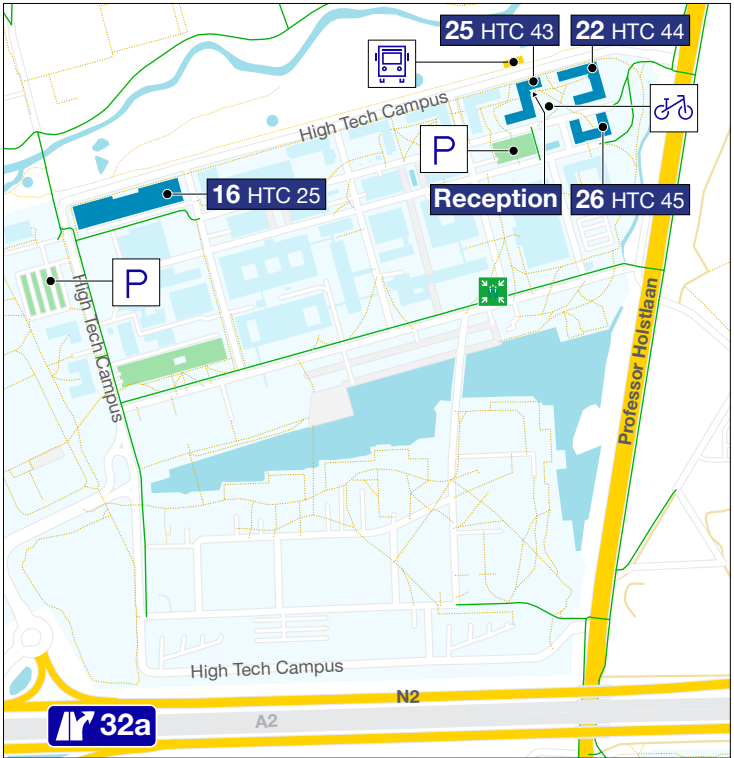 25 HTC 43
22 HTC 44
High Tech Campus
P
16 HTC 25
Reception
26 HTC 45
P
High Tech Campus
Professor Holstlaan
High Tech Campus
N2
A2
32a